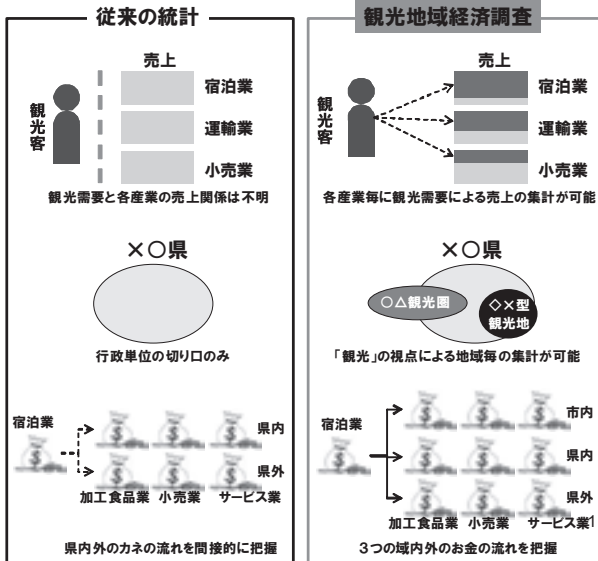 従来の統計
売上
観光客
宿泊業
運輸業
小売業
観光需要と各産業の売上関係は不明
×○県
行政単位の切り口のみ
宿泊業
県内
県外
加工食品業 小売業 サービス業
県内外のカネの流れを間接的に把握
観光地域経済調査
売上
観光客
宿泊業
運輸業
小売業
各産業毎に観光需要による売上の集計が可能
×○県
○△観光圏
◇×型
観光地
「観光」の視点による地域毎の集計が可能
宿泊業
市内
県内
県外
加工食品業 小売業 サービス業1
3つの域内外のお金の流れを把握